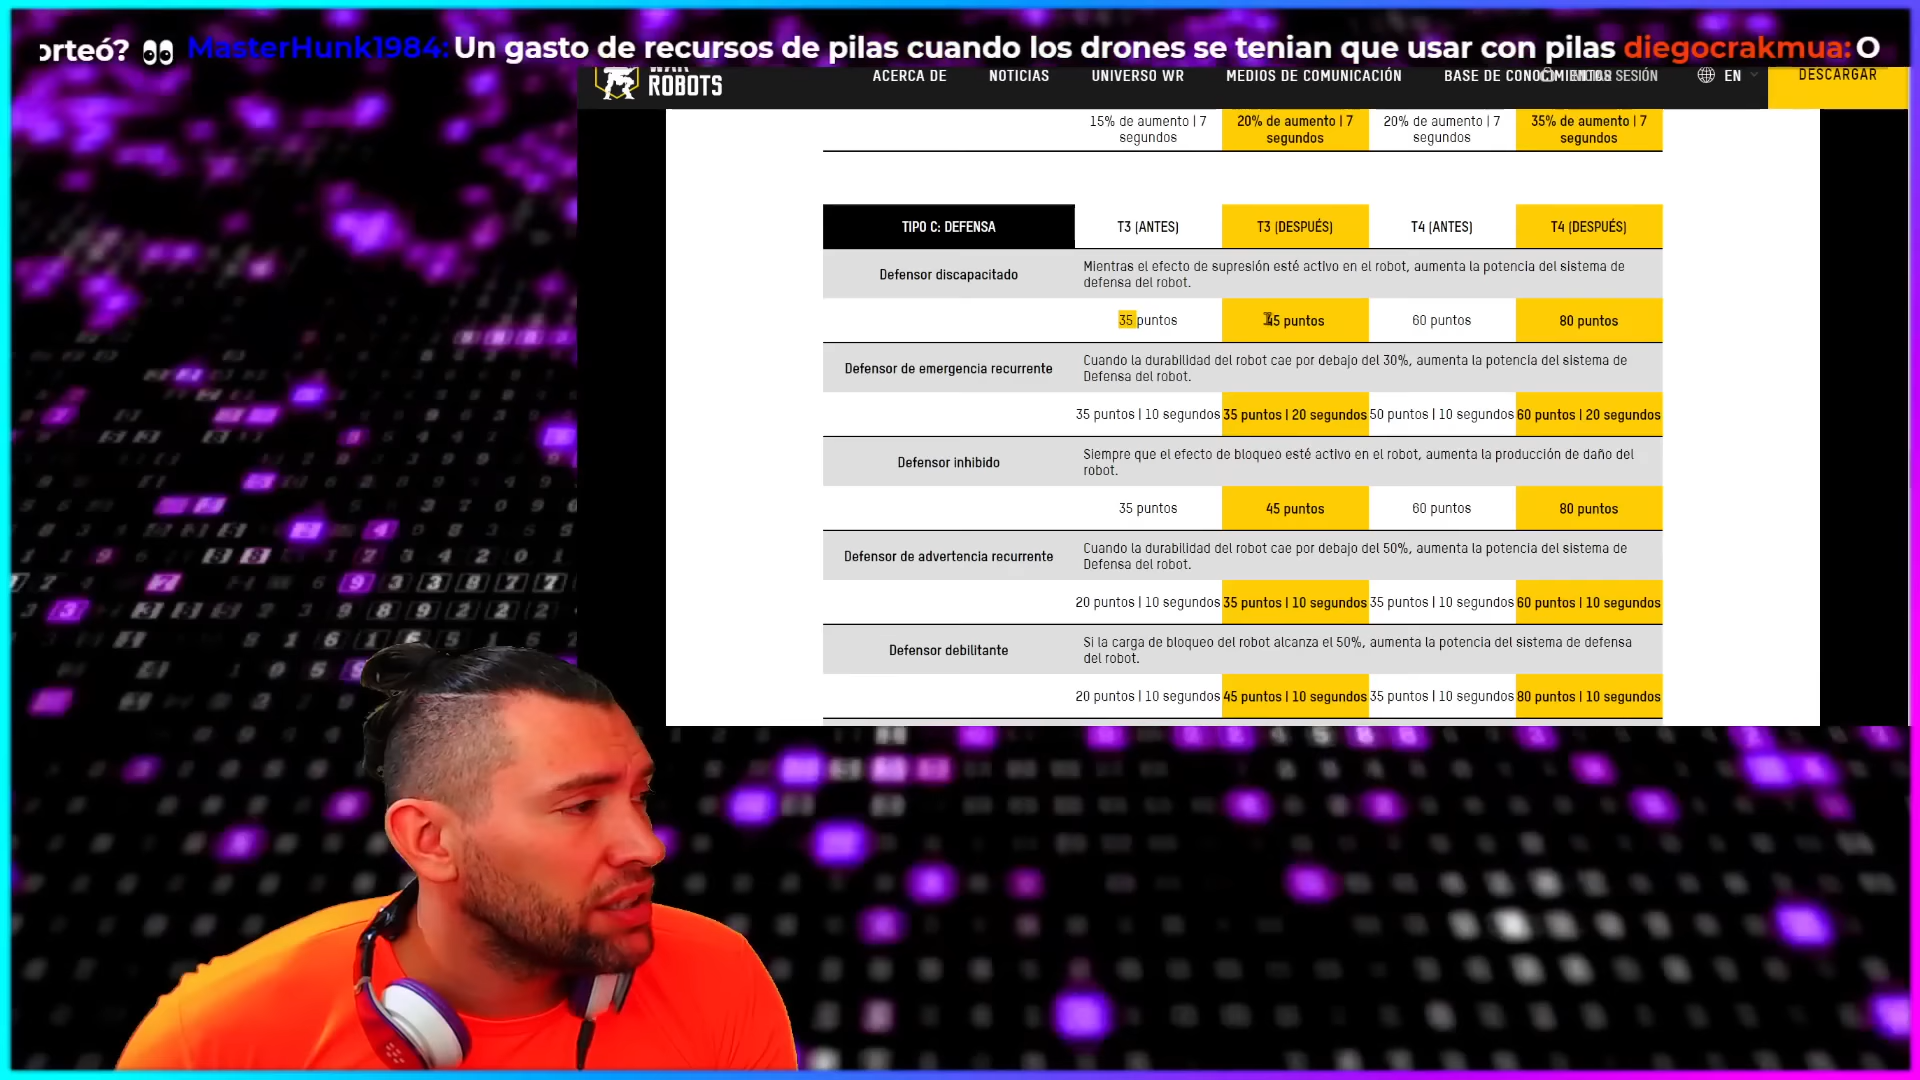 orteó? 👀 MasterHunk1984: Un gasto de recursos de pilas cuando los drones se tenian que usar con pilas diegocrakmua: O
ROBOTS
ACERCA DE NOTICIAS UNIVERSO WR MEDIOS DE COMUNICACIÓN BASE DE CONOCIMIENTOS SESIÓN EN DESCARGAR
15% de aumento | 7 segundos
20% de aumento | 7 segundos
20% de aumento | 7 segundos
35% de aumento | 7 segundos
TIPO C: DEFENSA T3 (ANTES) T3 (DESPUÉS) T4 (ANTES) T4 (DESPUÉS)
Defensor discapacitado
Mientras el efecto de supresión esté activo en el robot, aumenta la potencia del sistema de
defensa del robot.
35 puntos 45 puntos 60 puntos 80 puntos
Defensor de emergencia recurrente
Cuando la durabilidad del robot cae por debajo del 30%, aumenta la potencia del sistema de
Defensa del robot.
35 puntos | 10 segundos 35 puntos | 20 segundos 50 puntos | 10 segundos 60 puntos | 20 segundos
Defensor inhibido
Siempre que el efecto de bloqueo esté activo en el robot, aumenta la producción de daño del
robot.
35 puntos 45 puntos 60 puntos 80 puntos
Defensor de advertencia recurrente
Cuando la durabilidad del robot cae por debajo del 50%, aumenta la potencia del sistema de
Defensa del robot.
20 puntos | 10 segundos 35 puntos | 10 segundos 35 puntos | 10 segundos 60 puntos | 10 segundos
Defensor debilitante
Si la carga de bloqueo del robot alcanza el 50%, aumenta la potencia del sistema de defensa
del robot.
20 puntos | 10 segundos 45 puntos | 10 segundos 35 puntos | 10 segundos 80 puntos | 10 segundos